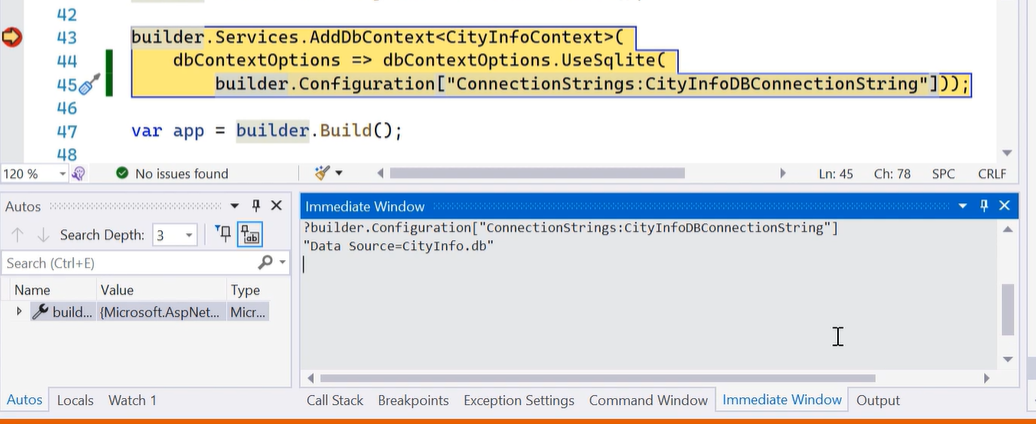 42
43 builder.Services.AddDbContext<CityInfoContext>(
44 dbContextOptions => dbContextOptions.UseSqlite(
45 builder.Configuration["ConnectionStrings:CityInfoDBConnectionString"]));
46
47 var app = builder.Build();
48
120 % No issues found Ln: 45 Ch: 78 SPC CRLF
Autos
Search Depth: 3
Search (Ctrl+E)
Name Value Type
build... {Microsoft.AspNet... Micr...
Immediate Window
?builder.Configuration["ConnectionStrings:CityInfoDBConnectionString"]
"Data Source=CityInfo.db"
Autos Locals Watch 1
Call Stack Breakpoints Exception Settings Command Window Immediate Window Output